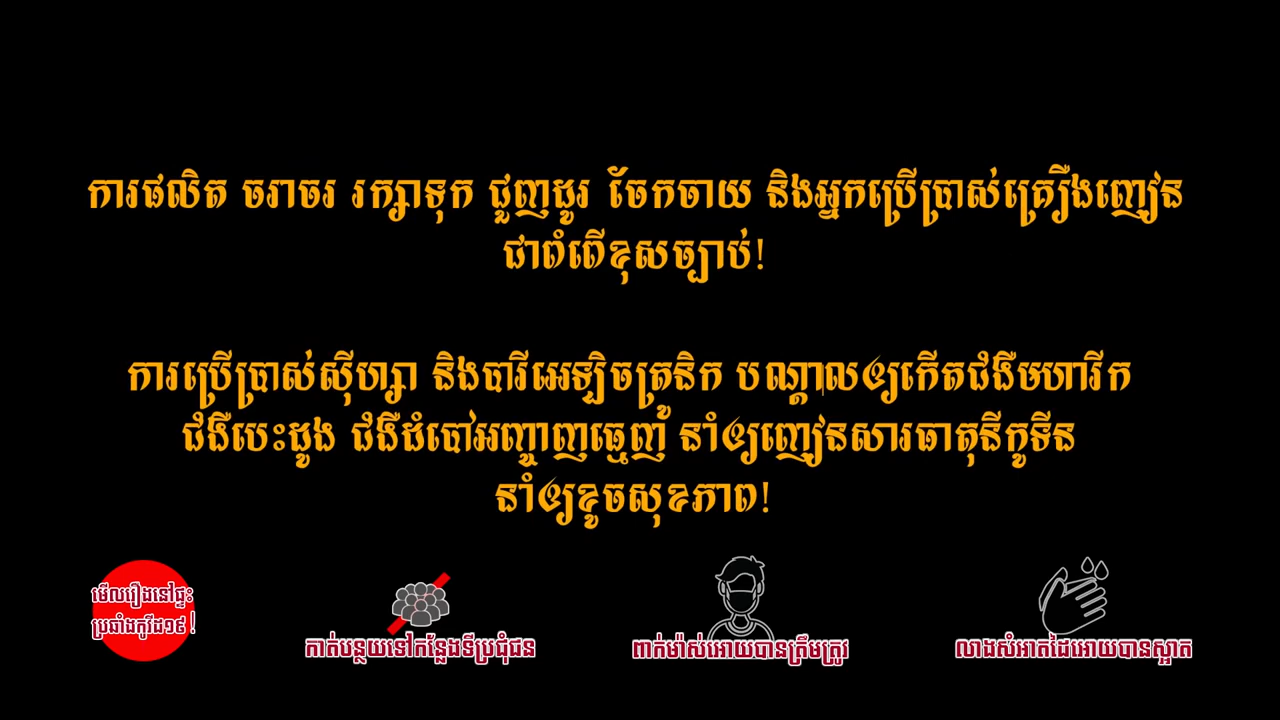 ការផលិត ចរាចរ រក្សាទុក ជួញដូរ ចែកចាយ និងអ្នកប្រើប្រាស់គ្រឿងញៀន
ជាពំពើខុសច្បាប់!
ការប្រើប្រាស់ស៊ីហ្សា និងបារីអេឡិចត្រូនិក បណ្តាលឲ្យកើតជំងឺមហារីក
ជំងឺបេះដូង ជំងឺដំបៅអញ្ចាញធ្មេញ នាំឲ្យញៀនសារធាតុនីកូទីន
នាំឲ្យខូចសុខភាព!
មើលរឿងនៅផ្ទះ
ប្រឆាំងកូវីដ១៩!
កាត់បន្ថយទៅកន្លែងទីប្រជុំជន
ពាក់ម៉ាស់អោយបានត្រឹមត្រូវ
លាងសំអាតដៃអោយបានស្អាត